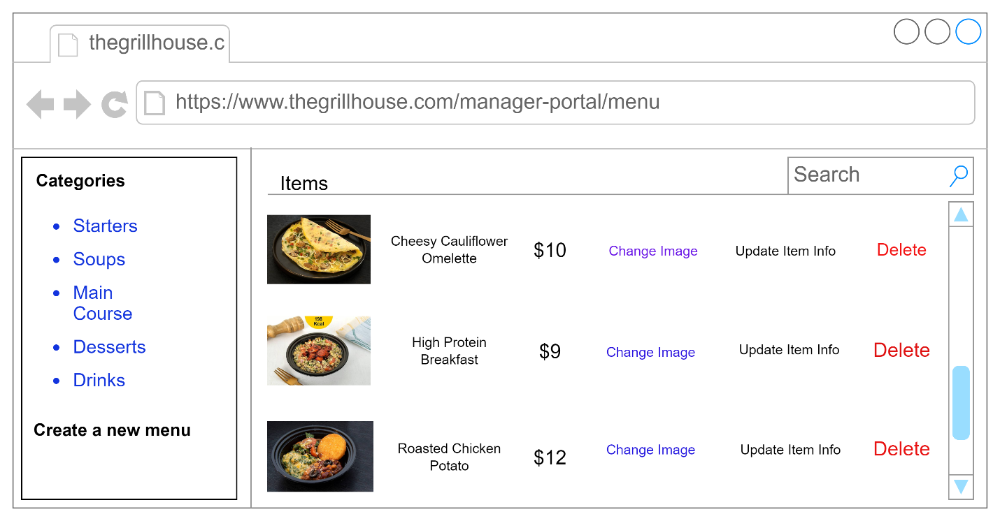 thegrillhouse.c
https://www.thegrillhouse.com/manager-portal/menu
Categories
Starters
Soups
Main
Course
Desserts
Drinks
Create a new menu
Items
Search
Cheesy Cauliflower
Omelette
$10
Change Image
Update Item Info
Delete
198
Kcal
High Protein
Breakfast
$9
Change Image
Update Item Info
Delete
Roasted Chicken
Potato
$12
Change Image
Update Item Info
Delete